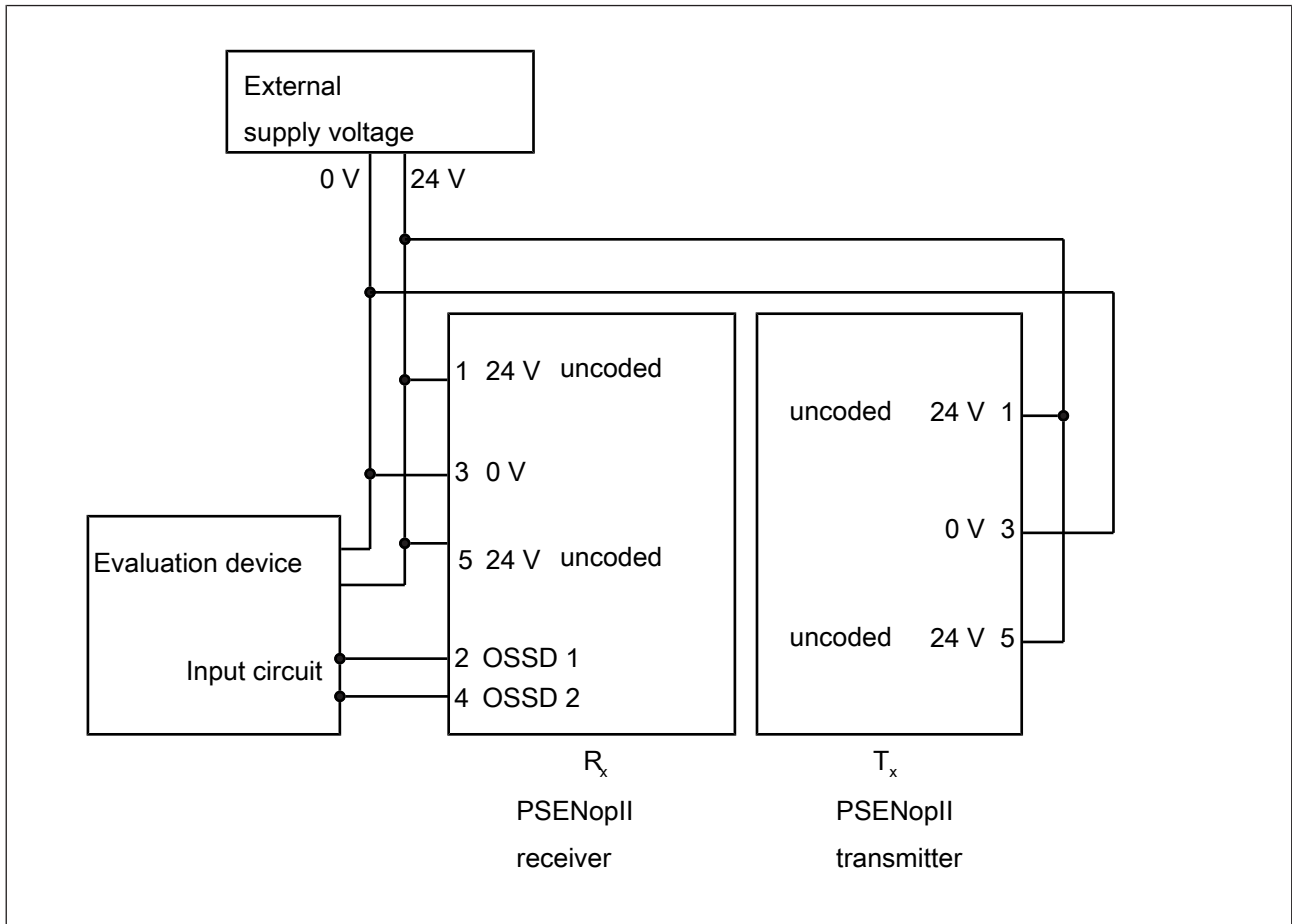 External
supply voltage
0 V 24 V
1 24 V uncoded
uncoded 24 V 1
3 0 V
0 V 3
Evaluation device
5 24 V uncoded
uncoded 24 V 5
2 OSSD 1
Input circuit
4 OSSD 2
Rx
PSENopII
receiver
Tx
PSENopII
transmitter